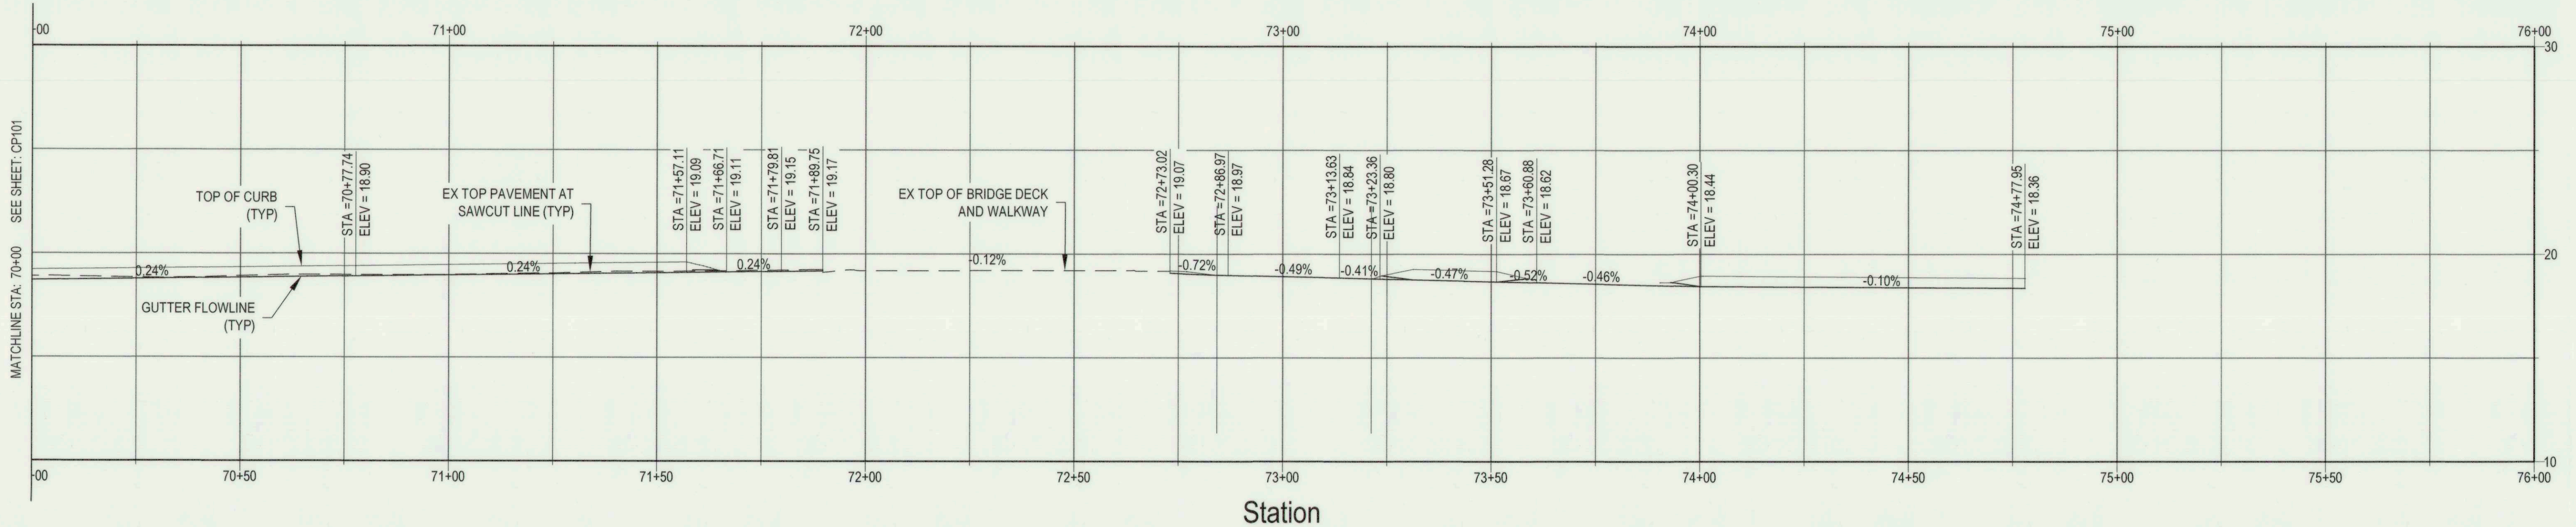 -00 71+00 72+00 73+00 74+00 75+00 76+00
30
SEE SHEET: CP101
MATCHLINE STA: 70+00
TOP OF CURB
(TYP)
STA =70+77.74
ELEV = 18.90
EX TOP PAVEMENT AT
SAWCUT LINE (TYP)
STA =71+57.11
ELEV = 19.09
STA =71+66.71
ELEV = 19.11
STA =71+79.81
ELEV = 19.15
STA =71+89.75
ELEV = 19.17
EX TOP OF BRIDGE DECK
AND WALKWAY
STA =72+73.02
ELEV = 19.07
STA =72+86.97
ELEV = 18.97
STA =73+13.63
ELEV = 18.84
STA =73+23.36
ELEV = 18.80
STA =73+51.28
ELEV = 18.67
STA =73+60.88
ELEV = 18.62
STA =74+00.30
ELEV = 18.44
STA =74+77.95
ELEV = 18.36
20
0.24% 0.24% 0.24% -0.12% -0.72% -0.49% -0.41% -0.47% -0.52% -0.46% -0.10%
GUTTER FLOWLINE
(TYP)
10
-00 70+50 71+00 71+50 72+00 72+50 73+00 73+50 74+00 74+50 75+00 75+50 76+00
Station